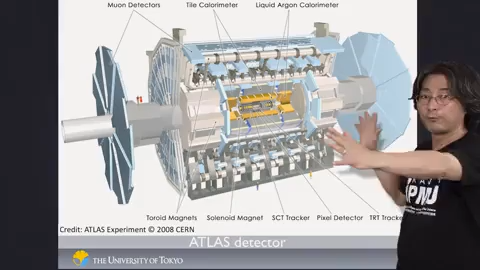 Muon Detectors Tile Calorimeter Liquid Argon Calorimeter
Toroid Magnets Solenoid Magnet SCT Tracker Pixel Detector TRT
Credit: ATLAS Experiment © 2008 CERN
ATLAS detector
THE UNIVERSITY OF TOKYO